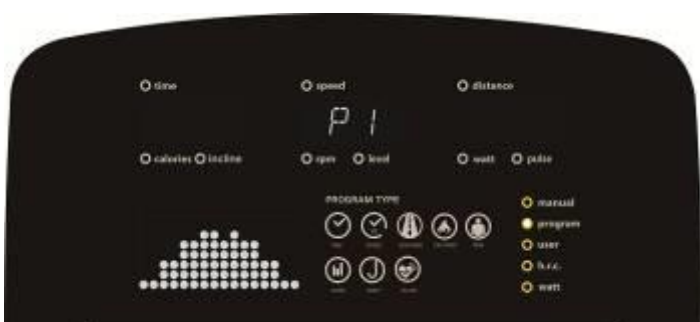 time speed distance
P1
calories incline rpm level watt pulse
PROGRAM TYPE
manual
program
user
h.r.c.
watt